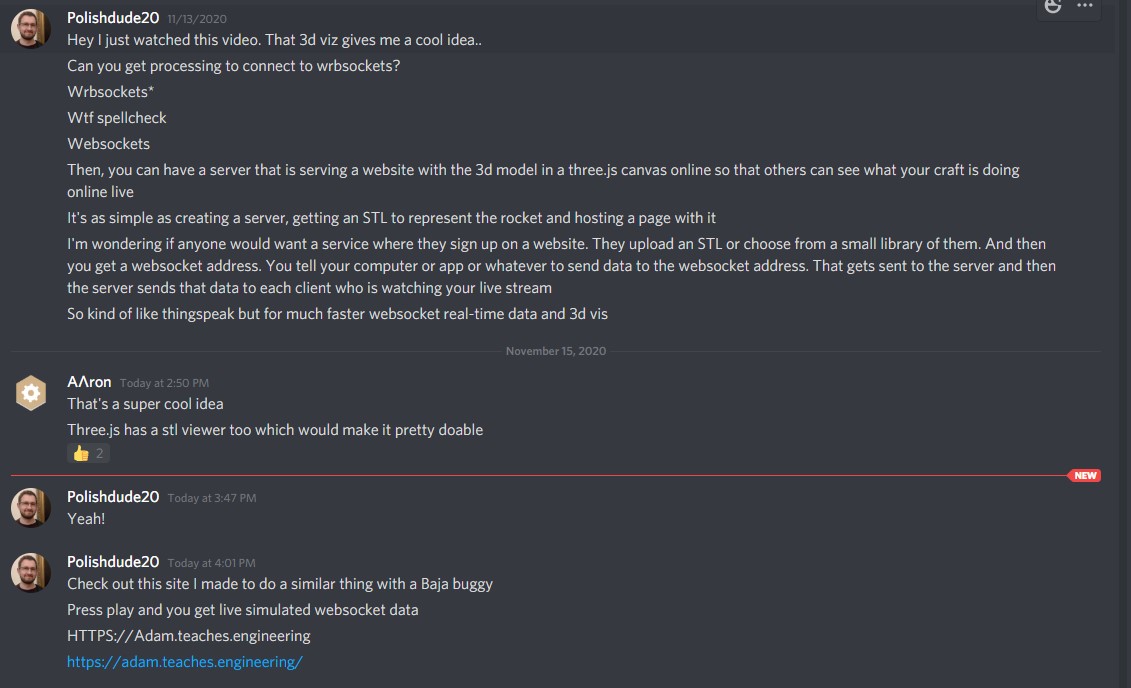 Polishdude20 11/13/2020
Hey I just watched this video. That 3d viz gives me a cool idea..
Can you get processing to connect to wrbsockets?
Wrbsockets*
Wtf spellcheck
Websockets
Then, you can have a server that is serving a website with the 3d model in a three.js canvas online so that others can see what your craft is doing
online live
It's as simple as creating a server, getting an STL to represent the rocket and hosting a page with it
I'm wondering if anyone would want a service where they sign up on a website. They upload an STL or choose from a small library of them. And then
you get a websocket address. You tell your computer or app or whatever to send data to the websocket address. That gets sent to the server and then
the server sends that data to each client who is watching your live stream
So kind of like thingspeak but for much faster websocket real-time data and 3d vis
November 15, 2020
AΛron Today at 2:50 PM
That's a super cool idea
Three.js has a stl viewer too which would make it pretty doable
👍 2
NEW
Polishdude20 Today at 3:47 PM
Yeah!
Polishdude20 Today at 4:01 PM
Check out this site I made to do a similar thing with a Baja buggy
Press play and you get live simulated websocket data
HTTPS://Adam.teaches.engineering
https://adam.teaches.engineering/